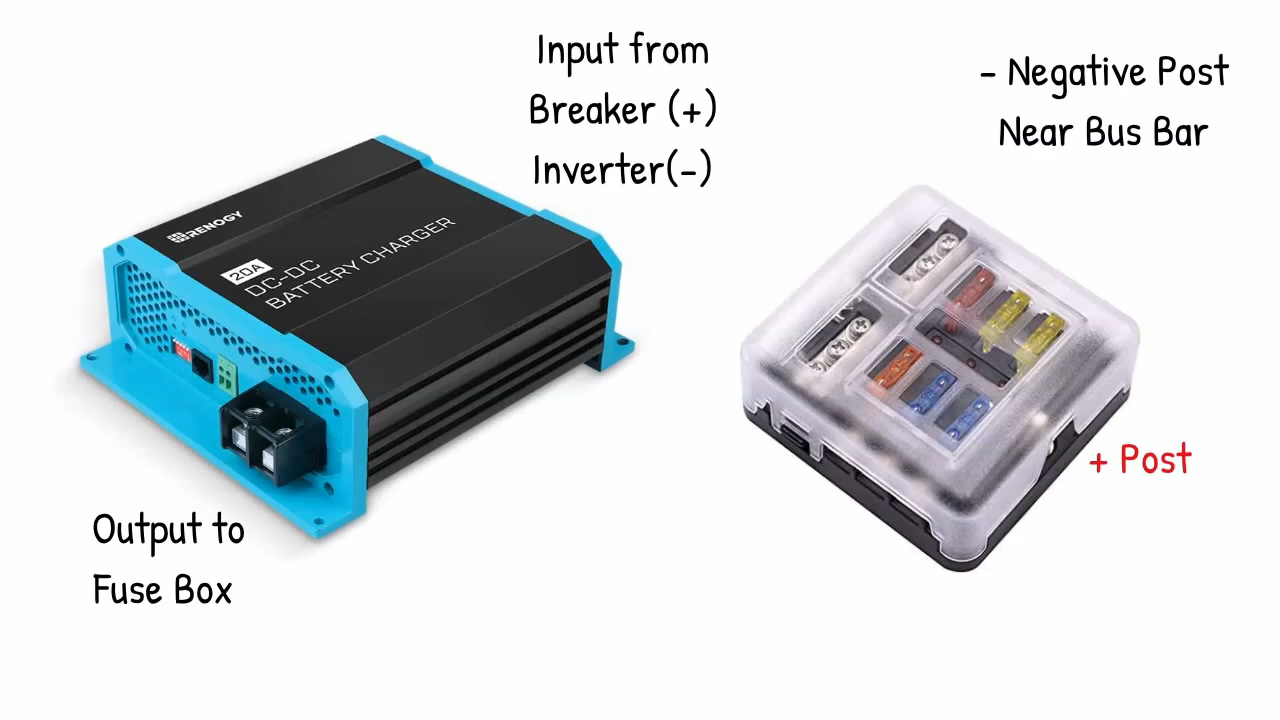 Input from
Breaker (+)
Inverter(-)
- Negative Post
Near Bus Bar
RENOGY
20A
DC-DC
BATTERY CHARGER
+ Post
Output to
Fuse Box